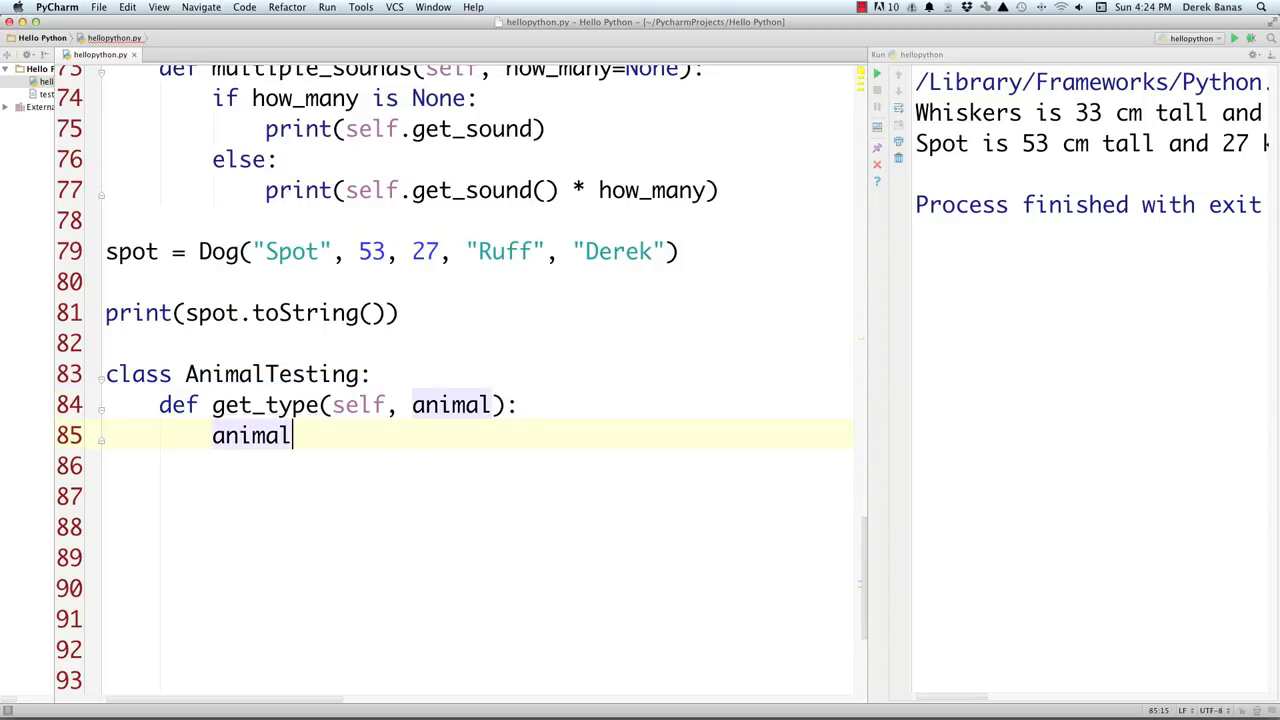 PyCharm File Edit View Navigate Code Refactor Run Tools VCS Window Help 10 Sun 4:24 PM Derek Banas
hellopython.py – Hello Python – [~/PycharmProjects/Hello Python]
Hello Python hellopython.py hellopython
hellopython.py Run hellopython
Hello P
hell
test
Externa
73 def multiple_sounds(self, how_many=None):
74 if how_many is None:
75 print(self.get_sound)
76 else:
77 print(self.get_sound() * how_many)
78
79 spot = Dog("Spot", 53, 27, "Ruff", "Derek")
80
81 print(spot.toString())
82
83 class AnimalTesting:
84 def get_type(self, animal):
85 animal
86
87
88
89
90
91
92
93
/Library/Frameworks/Python.
Whiskers is 33 cm tall and
Spot is 53 cm tall and 27 k
Process finished with exit
85:15 LF UTF-8